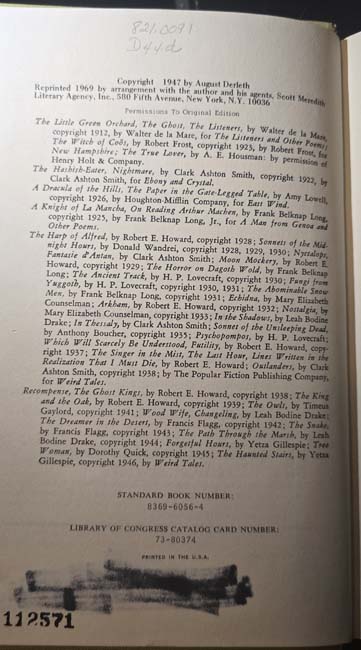 821.0091
D44d
Copyright 1947 by August Derleth
Reprinted 1969 by arrangement with the author and his agents, Scott Meredith
Literary Agency, Inc., 580 Fifth Avenue, New York, N.Y. 10036
Permissions To Original Edition
The Little Green Orchard, The Ghost, The Listeners, by Walter de la Mare,
copyright 1912, by Walter de la Mare, for The Listeners and Other Poems;
The Witch of Coös, by Robert Frost, copyright 1923, by Robert Frost, for
New Hampshire; The True Lover, by A. E. Housman: by permission of
Henry Holt & Company.
The Hashish-Eater, Nightmare, by Clark Ashton Smith, copyright 1922, by
Clark Ashton Smith, for Ebony and Crystal.
A Dracula of the Hills, The Paper in the Gate-Legged Table, by Amy Lowell,
copyright 1926, by Houghton-Mifflin Company, for East Wind.
A Knight of La Mancha, On Reading Arthur Machen, by Frank Belknap Long,
copyright 1925, by Frank Belknap Long, Jr., for A Man from Genoa and
Other Poems.
The Harp of Alfred, by Robert E. Howard, copyright 1928; Sonnets of the Mid-
night Hours, by Donald Wandrei, copyright 1928, 1929, 1930; Nyctalops,
Fantaisie d'Antan, by Clark Ashton Smith; Moon Mockery, by Robert E.
Howard, copyright 1929; The Horror on Dagoth Wold, by Frank Belknap
Long; The Ancient Track, by H. P. Lovecraft, copyright 1930; Fungi from
Yuggoth, by H. P. Lovecraft, copyright 1930, 1931; The Abominable Snow
Men, by Frank Belknap Long, copyright 1931; Echidna, by Mary Elizabeth
Counselman; Arkham, by Robert E. Howard, copyright 1932; Nostalgia, by
Mary Elizabeth Counselman, copyright 1933; In the Shadows, by Leah Bodine
Drake; In Thessaly, by Clark Ashton Smith; Sonnet of the Unsleeping Dead,
by Anthony Boucher, copyright 1935; Psychopompos, by H. P. Lovecraft;
Which Will Scarcely Be Understood, Futility, by Robert E. Howard, copy-
right 1937; The Singer in the Mist, The Last Hour, Lines Written in the
Realization That I Must Die, by Robert E. Howard; Outlanders, by Clark
Ashton Smith, copyright 1938; by The Popular Fiction Publishing Company,
for Weird Tales.
Recompense, The Ghost Kings, by Robert E. Howard, copyright 1938; The King
and the Oak, by Robert E. Howard, copyright 1939; The Owls, by Timeus
Gaylord, copyright 1941; Wood Wife, Changeling, by Leah Bodine Drake;
The Dreamer in the Desert, by Francis Flagg, copyright 1942; The Snake,
by Francis Flagg, copyright 1943; The Path Through the Marsh, by Leah
Bodine Drake, copyright 1944; Forgetful Hours, by Yetza Gillespie; Tree
Woman, by Dorothy Quick, copyright 1945; The Haunted Stairs, by Yetza
Gillespie, copyright 1946, by Weird Tales.
STANDARD BOOK NUMBER:
8369-6056-4
LIBRARY OF CONGRESS CATALOG CARD NUMBER:
73-80374
PRINTED IN THE U.S.A.
112571